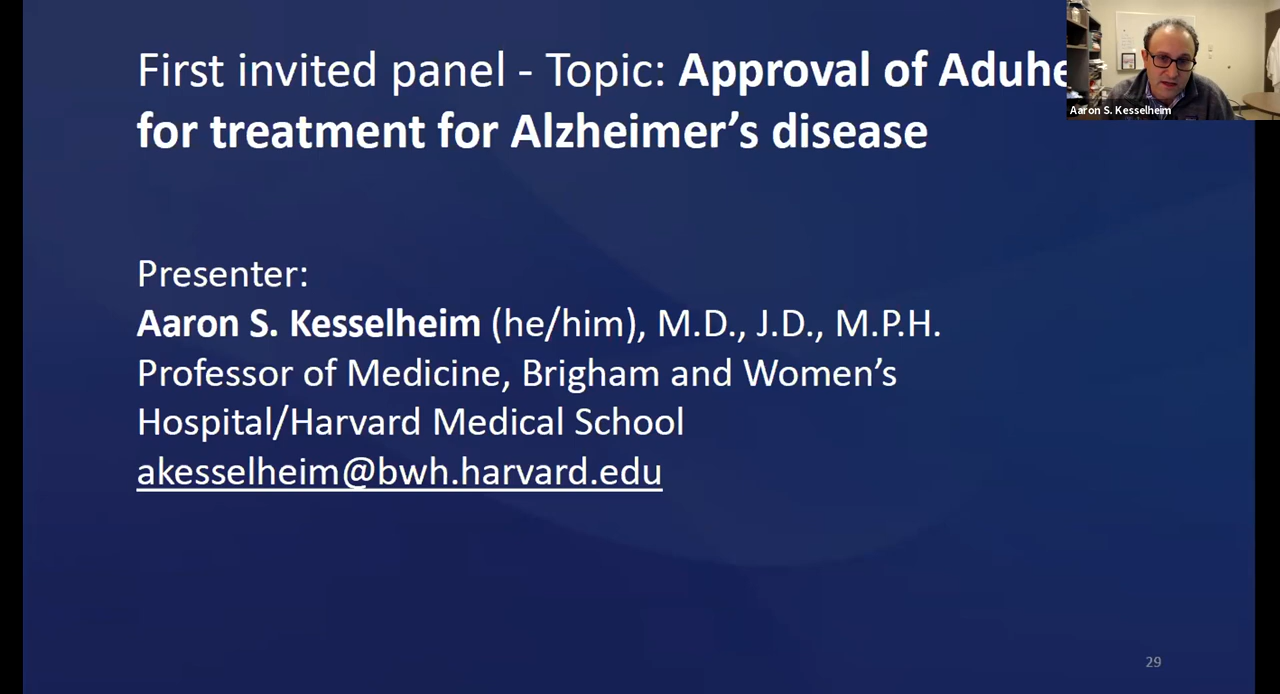 First invited panel - Topic: Approval of
for treatment for Alzheimer’s disease
Aaron S. Kesselheim
Presenter:
Aaron S. Kesselheim (he/him), M.D., J.D., M.P.H.
Professor of Medicine, Brigham and Women’s
Hospital/Harvard Medical School
akesselheim@bwh.harvard.edu
29